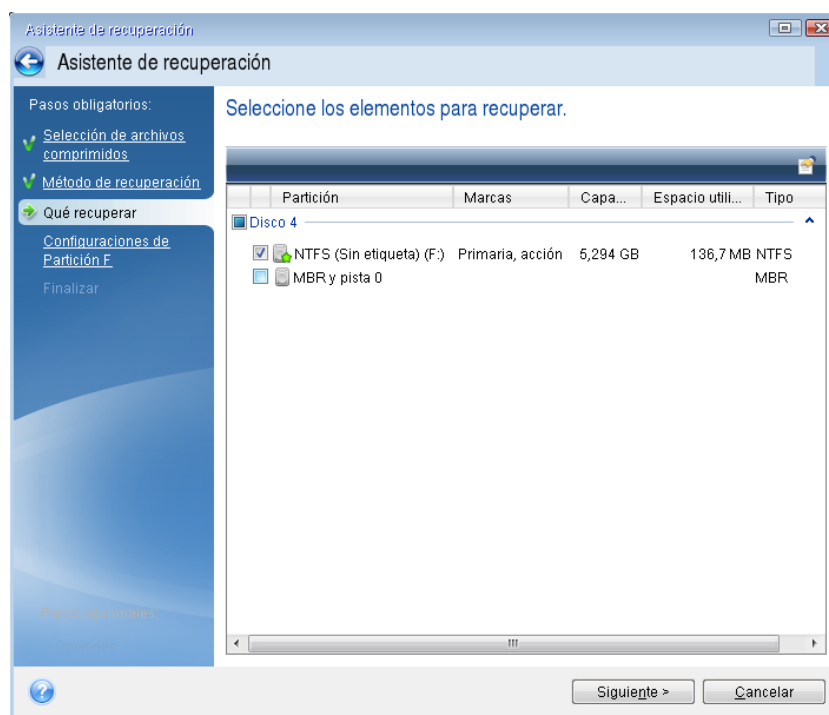 Asistente de recuperación
Asistente de recuperación
Pasos obligatorios:
Selección de archivos
comprimidos
Método de recuperación
Qué recuperar
Configuraciones de
Partición F
Finalizar
Seleccione los elementos para recuperar.
Partición Marcas Capa... Espacio utili... Tipo
Disco 4
NTFS (Sin etiqueta) (F:) Primaria, acción 5,294 GB 136,7 MB NTFS
MBR y pista 0 MBR
Siguiente > Cancelar